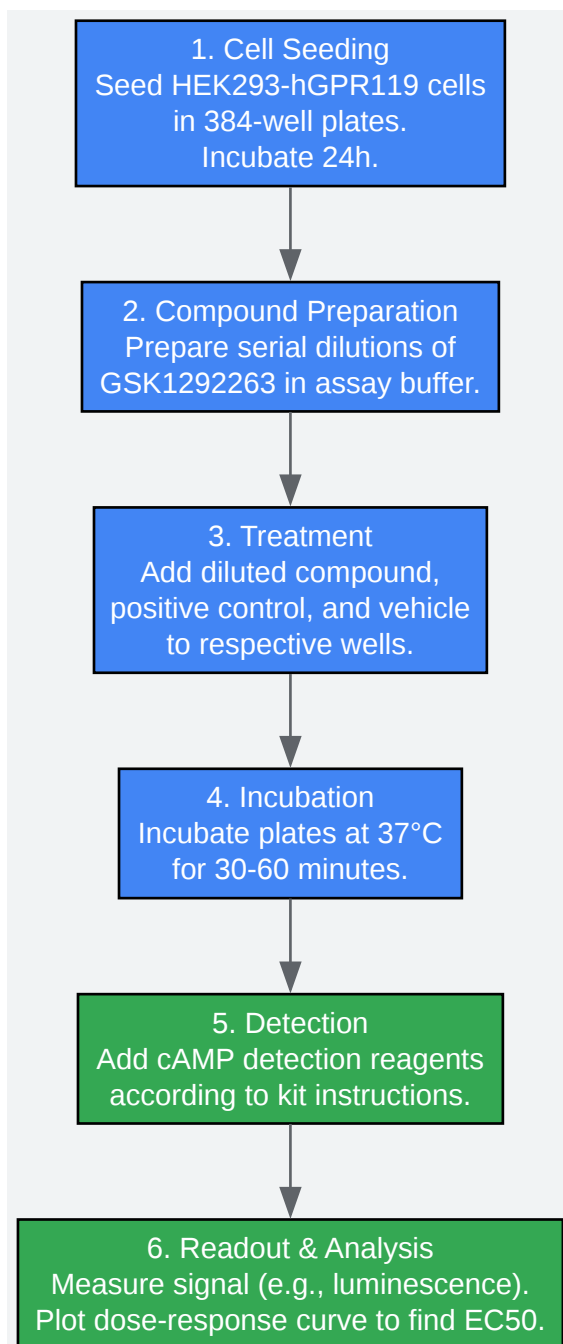 1. Cell Seeding
Seed HEK293-hGPR119 cells
in 384-well plates.
Incubate 24h.
2. Compound Preparation
Prepare serial dilutions of
GSK1292263 in assay buffer.
3. Treatment
Add diluted compound,
positive control, and vehicle
to respective wells.
4. Incubation
Incubate plates at 37°C
for 30-60 minutes.
5. Detection
Add cAMP detection reagents
according to kit instructions.
6. Readout & Analysis
Measure signal (e.g., luminescence).
Plot dose-response curve to find EC50.